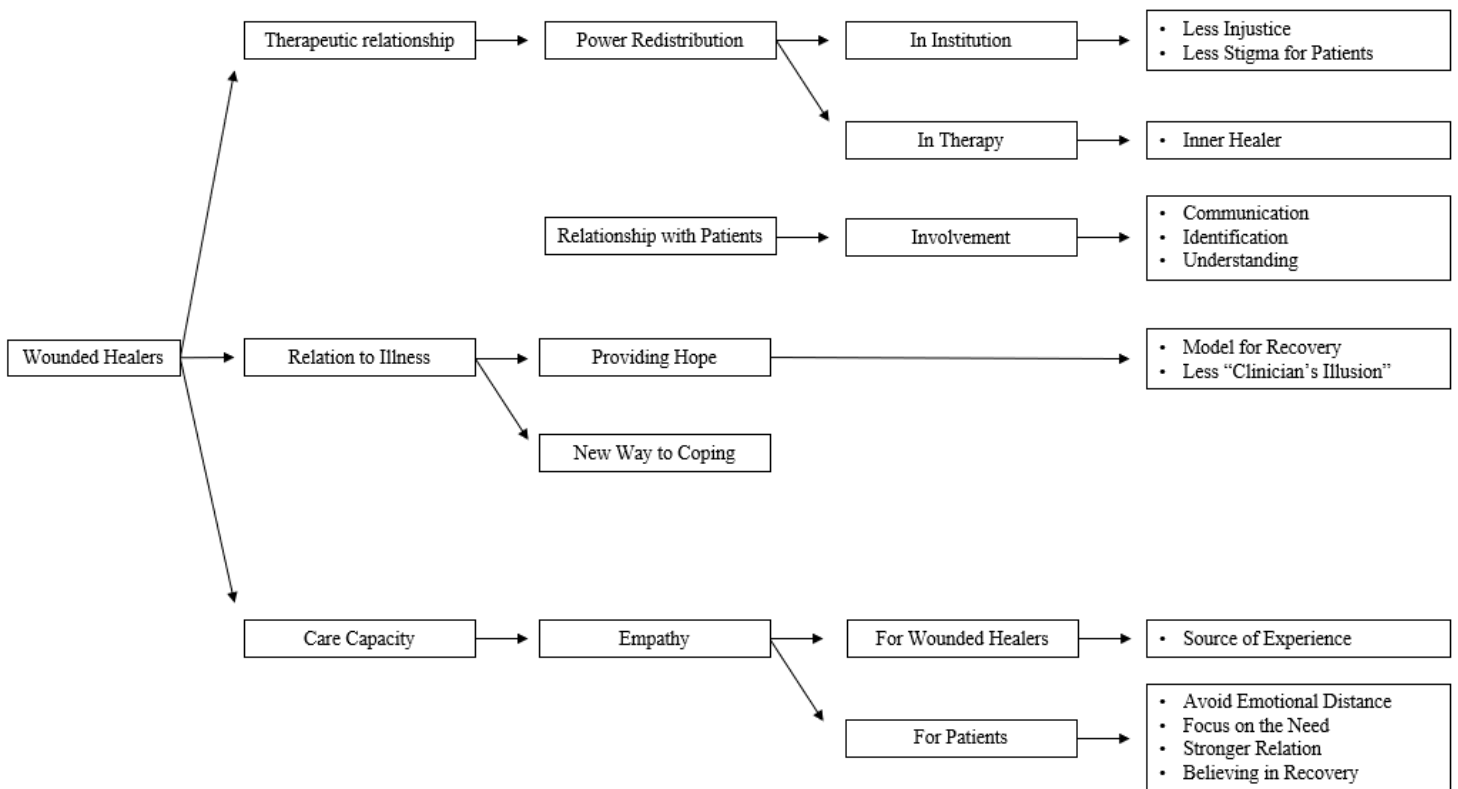 Therapeutic relationship
Power Redistribution
In Institution
• Less Injustice
• Less Stigma for Patients
In Therapy
• Inner Healer
Relationship with Patients
Involvement
• Communication
• Identification
• Understanding
Wounded Healers
Relation to Illness
Providing Hope
• Model for Recovery
• Less “Clinician’s Illusion”
New Way to Coping
Care Capacity
Empathy
For Wounded Healers
• Source of Experience
For Patients
• Avoid Emotional Distance
• Focus on the Need
• Stronger Relation
• Believing in Recovery